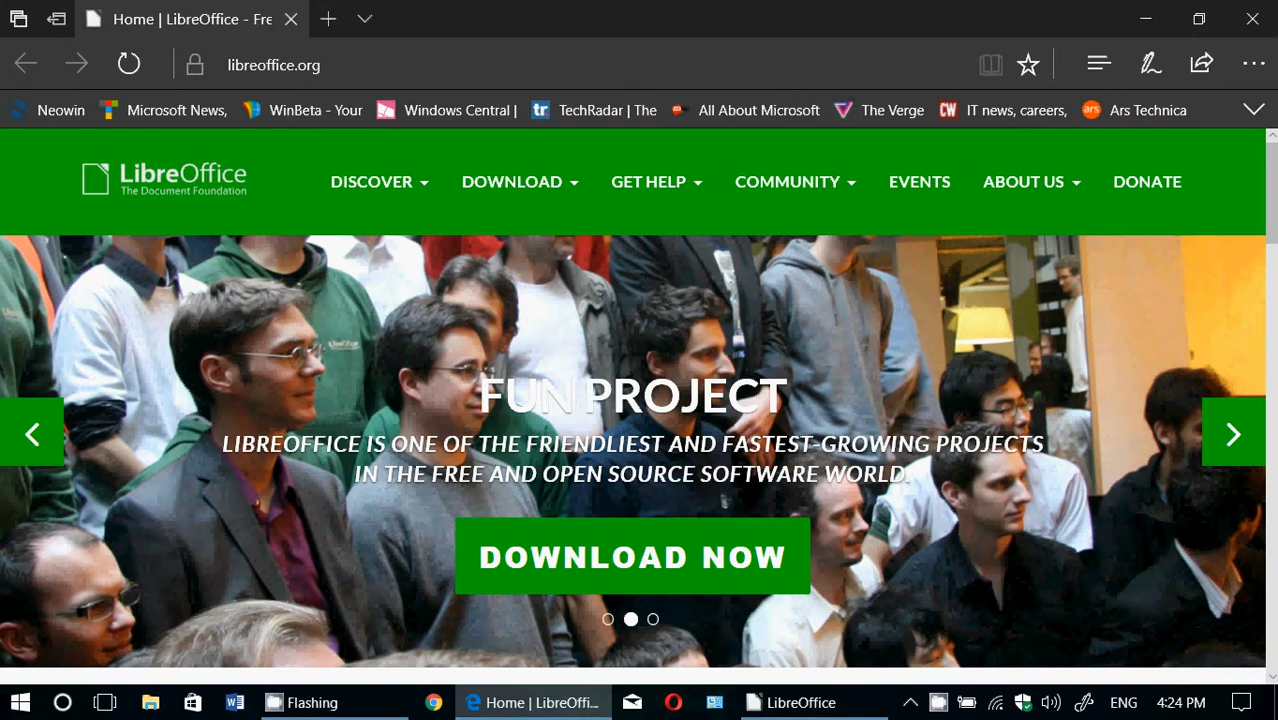 Home | LibreOffice - Fre
libreoffice.org
Neowin Microsoft News, WinBeta - Your Windows Central | tr TechRadar | The All About Microsoft The Verge CW IT news, careers, ars Ars Technica
LibreOffice
The Document Foundation
DISCOVER DOWNLOAD GET HELP COMMUNITY EVENTS ABOUT US DONATE
FUN PROJECT
LIBREOFFICE IS ONE OF THE FRIENDLIEST AND FASTEST-GROWING PROJECTS
IN THE FREE AND OPEN SOURCE SOFTWARE WORLD.
DOWNLOAD NOW
Flashing Home | LibreOffi... LibreOffice ENG 4:24 PM